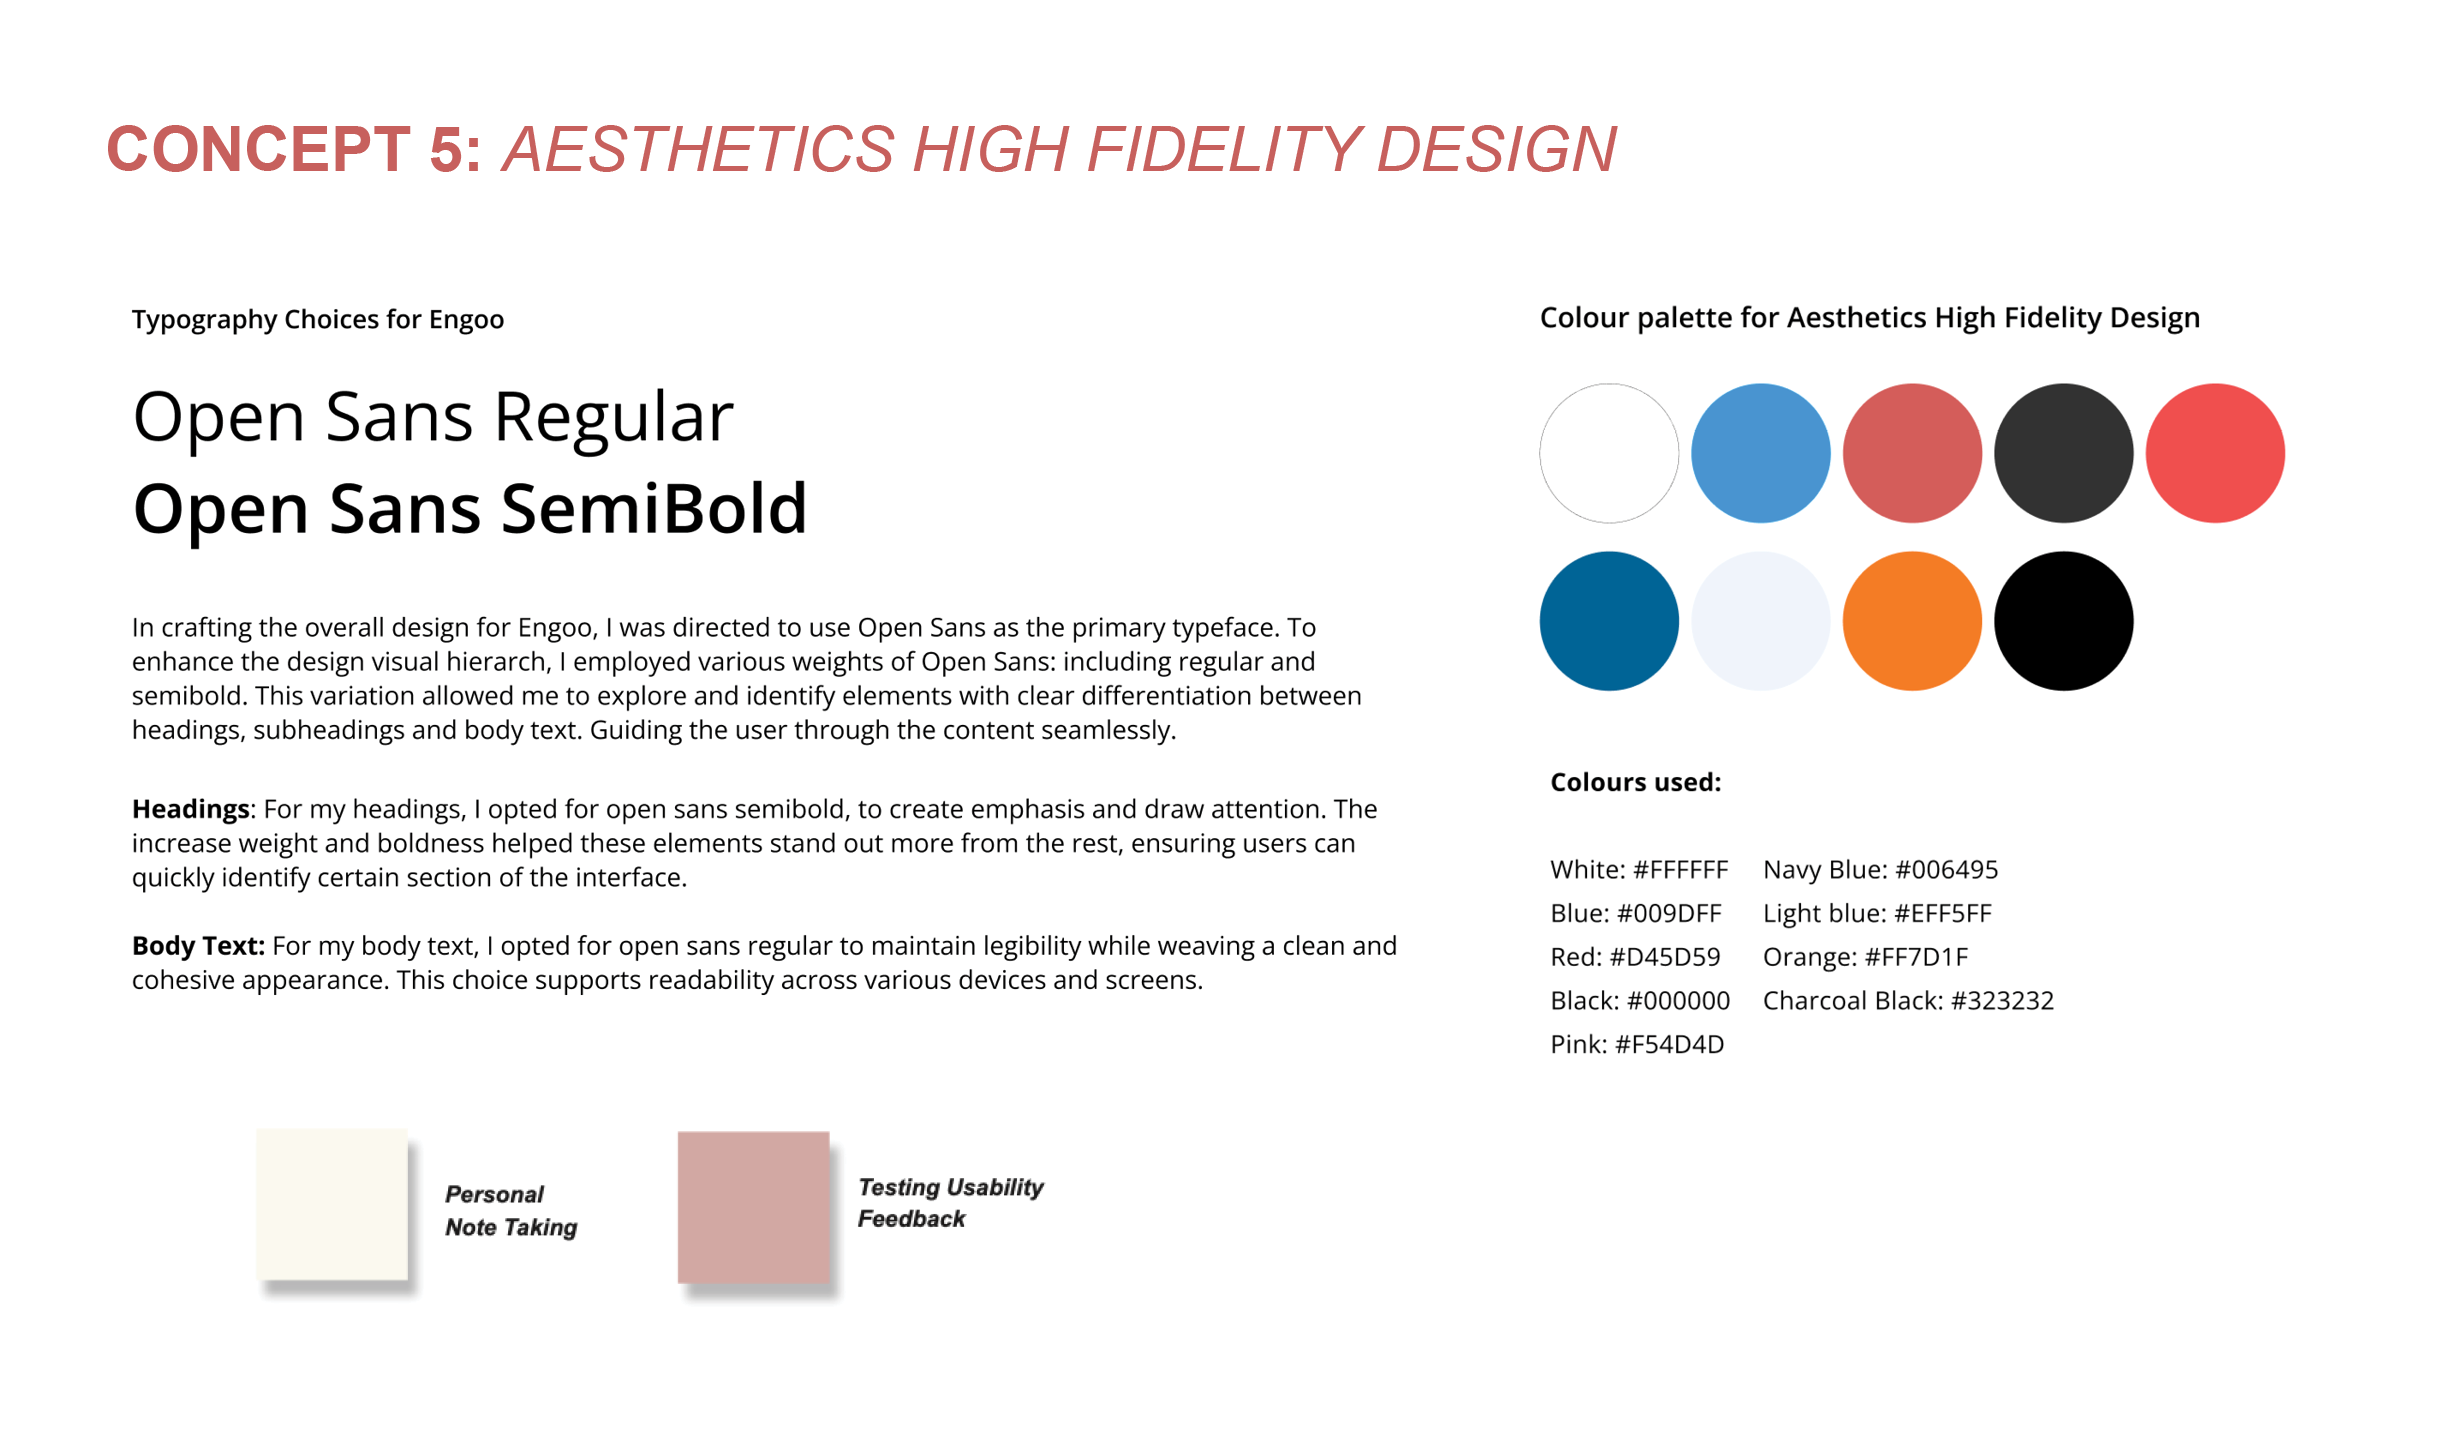 CONCEPT 5: AESTHETICS HIGH FIDELITY DESIGN
Typography Choices for Engoo
Open Sans Regular
Open Sans SemiBold
In crafting the overall design for Engoo, I was directed to use Open Sans as the primary typeface. To
enhance the design visual hierarch, I employed various weights of Open Sans: including regular and
semibold. This variation allowed me to explore and identify elements with clear differentiation between
headings, subheadings and body text. Guiding the user through the content seamlessly.
Headings: For my headings, I opted for open sans semibold, to create emphasis and draw attention. The
increase weight and boldness helped these elements stand out more from the rest, ensuring users can
quickly identify certain section of the interface.
Body Text: For my body text, I opted for open sans regular to maintain legibility while weaving a clean and
cohesive appearance. This choice supports readability across various devices and screens.
Personal
Note Taking
Testing Usability
Feedback
Colour palette for Aesthetics High Fidelity Design
Colours used:
White: #FFFFFF
Blue: #009DFF
Red: #D45D59
Black: #000000
Pink: #F54D4D
Navy Blue: #006495
Light blue: #EFF5FF
Orange: #FF7D1F
Charcoal Black: #323232